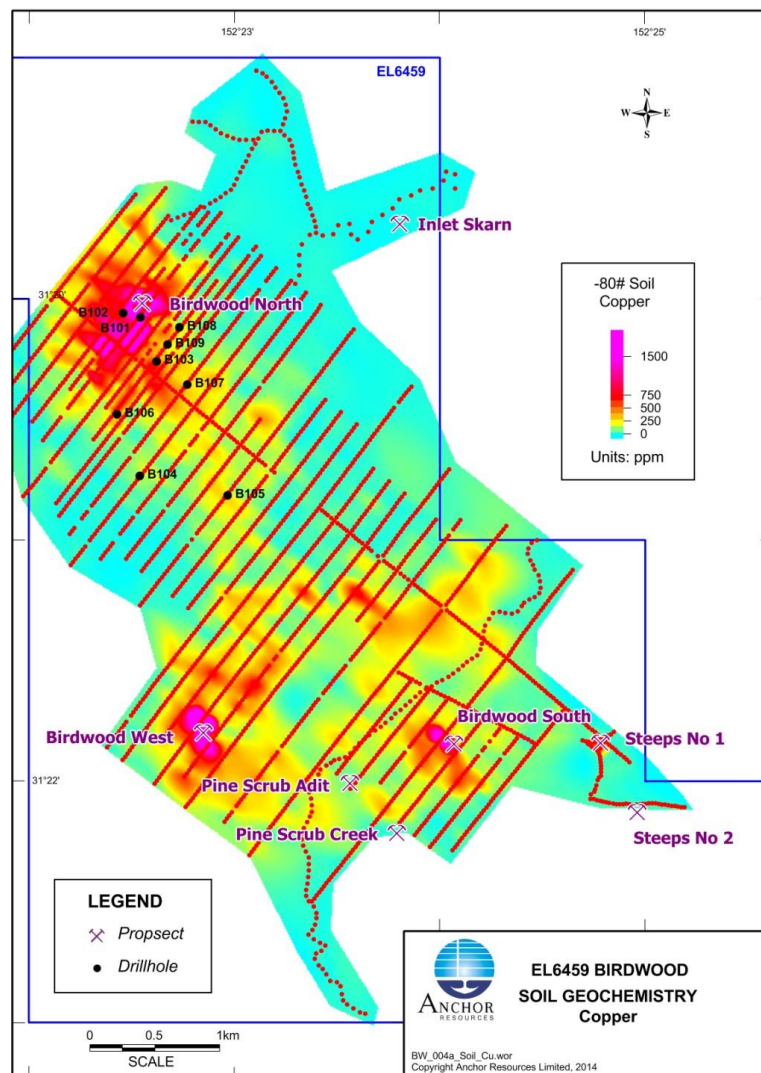 152°23'
152°25'
EL6459
N
W E
S
Inlet Skarn
31°20'
Birdwood North
B102
B101
B108
B109
B103
B107
B106
B104
B105
-80# Soil
Copper
1500
750
500
250
0
Units: ppm
Birdwood West
Birdwood South
Steeps No 1
31°22'
Pine Scrub Adit
Pine Scrub Creek
Steeps No 2
LEGEND
Propsect
Drillhole
0 0.5 1km
SCALE
ANCHOR
RESOURCES
EL6459 BIRDWOOD
SOIL GEOCHEMISTRY
Copper
BW_004a_Soil_Cu.wor
Copyright Anchor Resources Limited, 2014